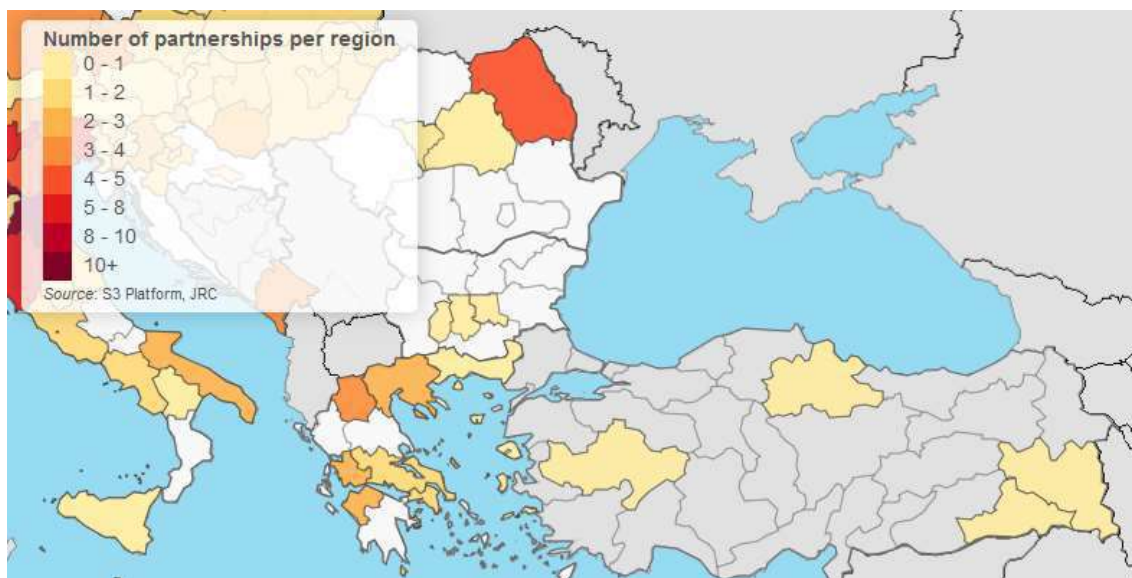 Number of partnerships per region
0 - 1
1 - 2
2 - 3
3 - 4
4 - 5
5 - 8
8 - 10
10+
Source: S3 Platform, JRC